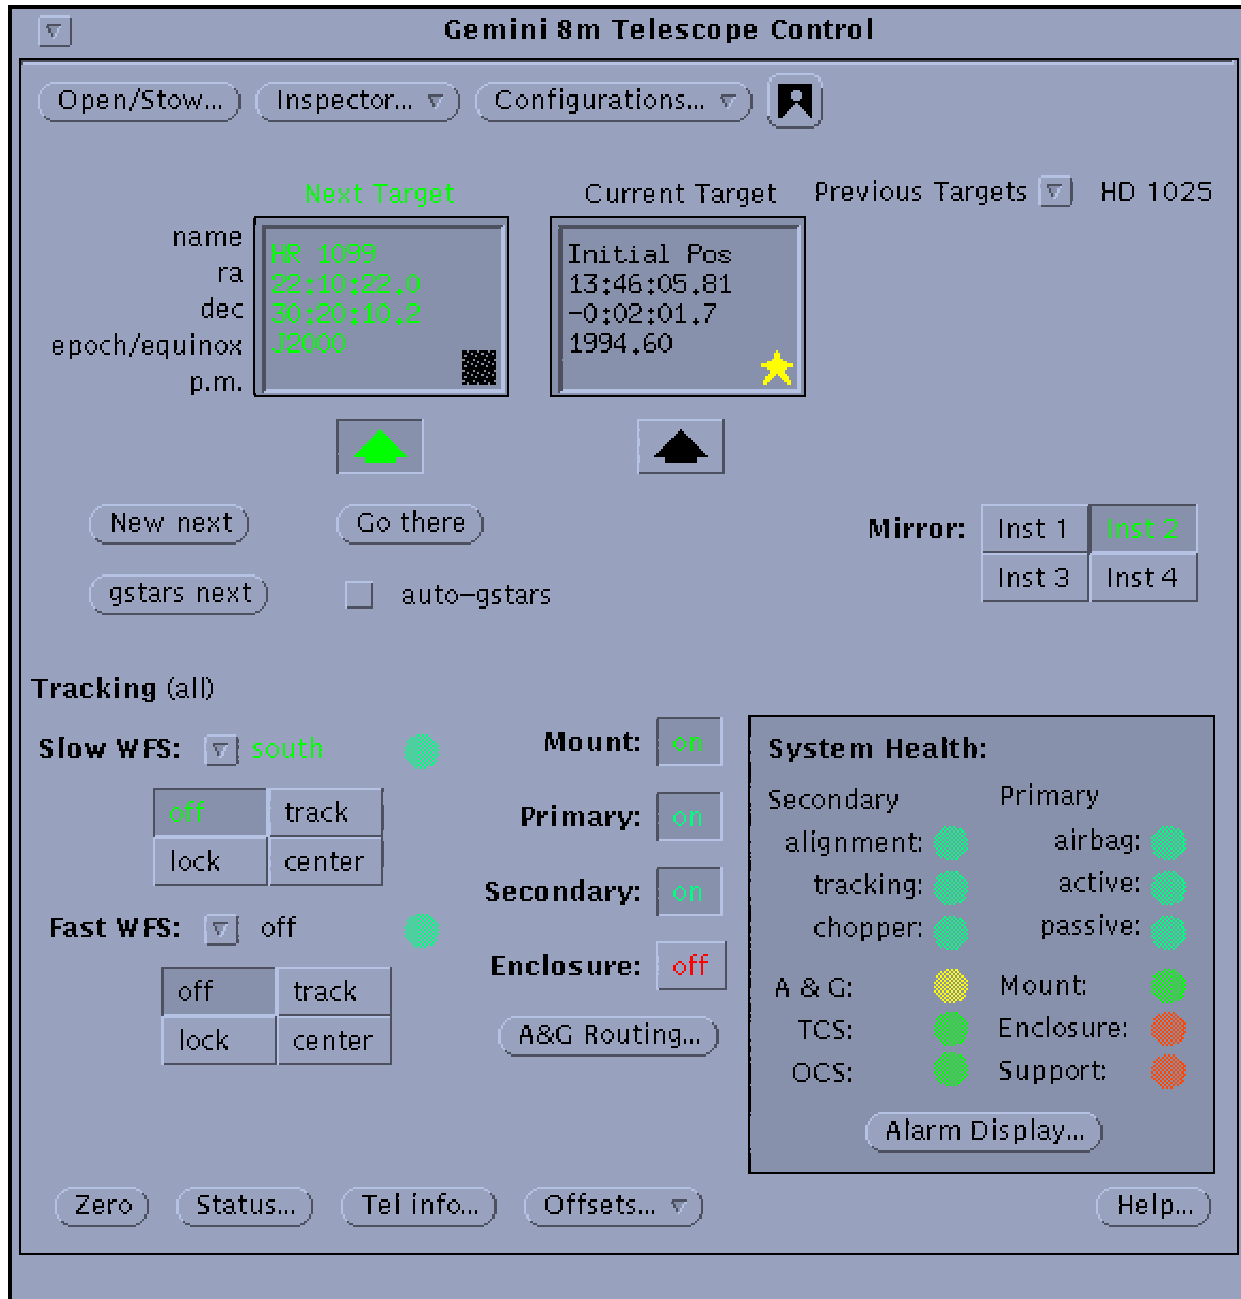 Gemini 8m Telescope Control
Open/Stow... Inspector... Configurations...
Next Target Current Target Previous Targets HD 1025
name HR 1099 Initial Pos
ra 22:10:22.0 13:46:05.81
dec 30:20:10.2 -0:02:01.7
epoch/equinox J2000 1994.60
p.m.
New next Go there Mirror: Inst 1 Inst 2
Inst 3 Inst 4
gstars next auto-gstars
Tracking (all)
Slow WFS: south
off track
lock center
Fast WFS: off
off track
lock center
Mount: on
Primary: on
Secondary: on
Enclosure: off
A&G Routing...
System Health:
Secondary Primary
alignment: airbag:
tracking: active:
chopper: passive:
A & G: Mount:
TCS: Enclosure:
OCS: Support:
Alarm Display...
Zero Status... Tel info... Offsets... Help...